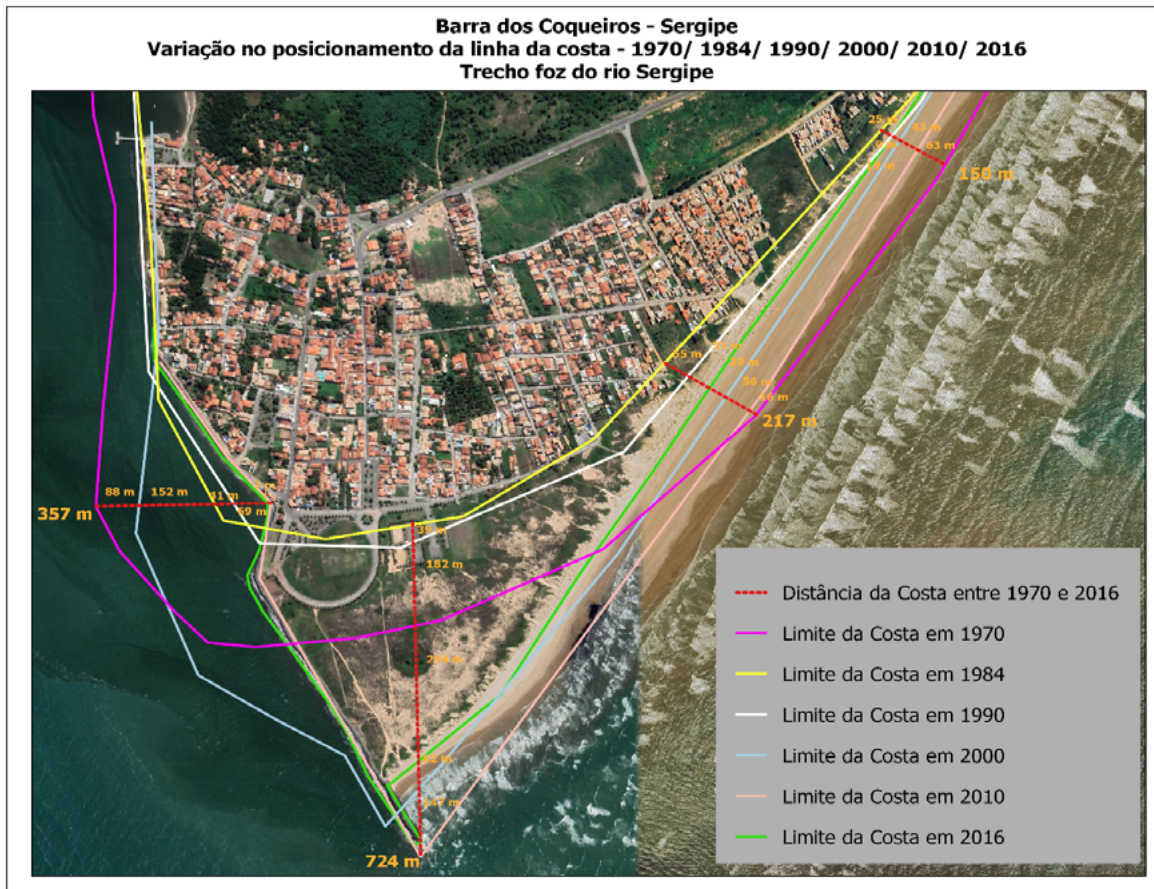 Barra dos Coqueiros - Sergipe
Variação no posicionamento da linha da costa - 1970/ 1984/ 1990/ 2000/ 2010/ 2016
Trecho foz do rio Sergipe
63 m
150 m
55 m
56 m
217 m
88 m
152 m
41 m
357 m
182 m
724 m
Distância da Costa entre 1970 e 2016
Limite da Costa em 1970
Limite da Costa em 1984
Limite da Costa em 1990
Limite da Costa em 2000
Limite da Costa em 2010
Limite da Costa em 2016